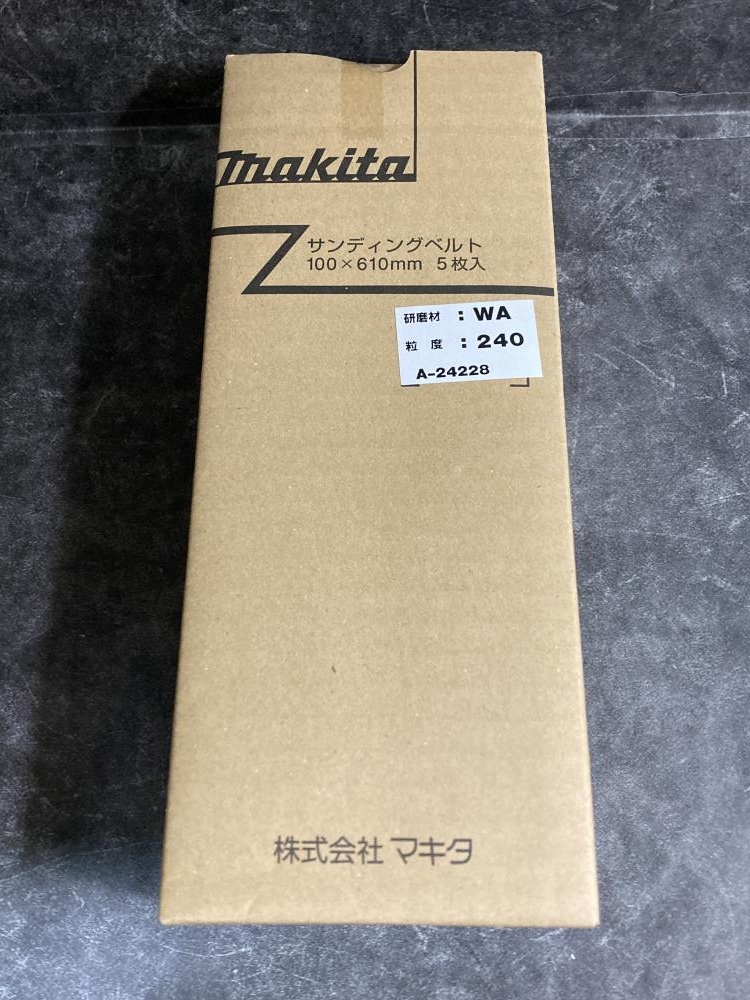 makita
サンディングベルト
100×610mm 5枚入
研磨材 : WA
粒 度 : 240
A-24228
株式会社 マキタ